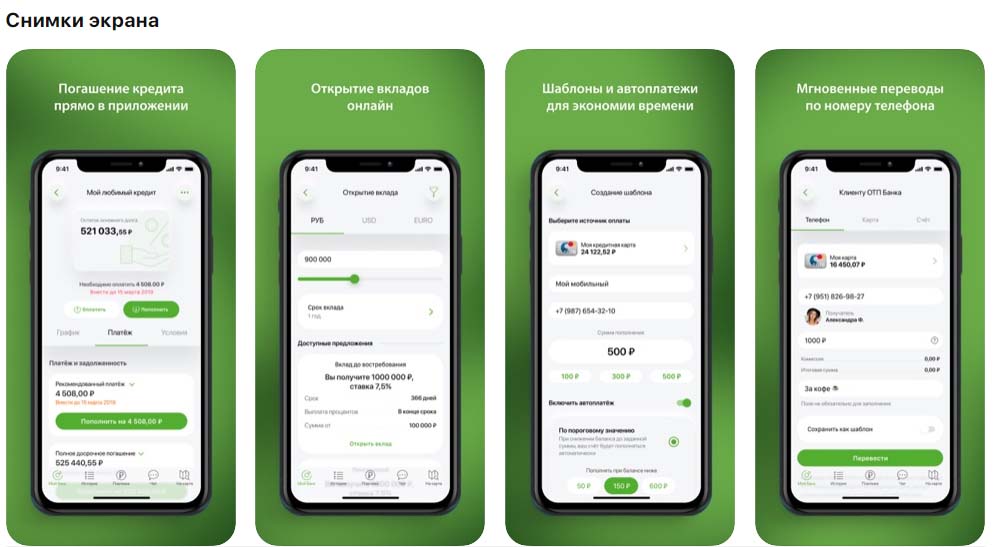 Снимки экрана
Погашение кредита
прямо в приложении
9:41
Мой любимый кредит
Остаток основного долга
521 033,55 ₽
Необходимо оплатить 4 508,00 ₽
Внести до 15 марта 2019
Оплатить
Пополнить
График
Платёж
Условия
Платёж и задолженность
Рекомендованный платёж
4 508,00 ₽
Внести до 15 марта 2019
Пополнить на 4 508,00 ₽
Полное досрочное погашение
525 440,55 ₽
Мой банк
История
Платежи
Чат
На карте
Открытие вкладов
онлайн
9:41
Открытие вклада
РУБ
USD
EURO
900 000
Срок вклада
1 год
Доступные предложения
Вклад до востребования
Вы получите 1000 000 ₽,
ставка 7,5%
Срок
366 дней
Выплата процентов
В конце срока
Сумма от
100 000 ₽
Открыть вклад
Мой банк
История
Платежи
Чат
На карте
Шаблоны и автоплатежи
для экономии времени
9:41
Создание шаблона
Выберите источник оплаты
Моя кредитная карта
24 122,52 ₽
Мой мобильный
+7 (987) 654-32-10
Сумма пополнения
500 ₽
100 ₽
300 ₽
500 ₽
Включить автоплатёж
По пороговому значению
При снижении баланса до заданной
суммы, ваш счёт будет пополняться
автоматически
Пополнить при балансе ниже
50 ₽
150 ₽
600 ₽
Мгновенные переводы
по номеру телефона
9:41
Клиенту ОТП Банка
Телефон
Карта
Счёт
Моя карта
16 450,07 ₽
+7 (951) 826-98-27
Получатель
Александра Ф.
1000 ₽
Комиссия
0,00 ₽
Итоговая сумма
0,00 ₽
За кофе
Поле не обязательно для заполнения
Сохранить как шаблон
Перевести
Мой банк
История
Платежи
Чат
На карте